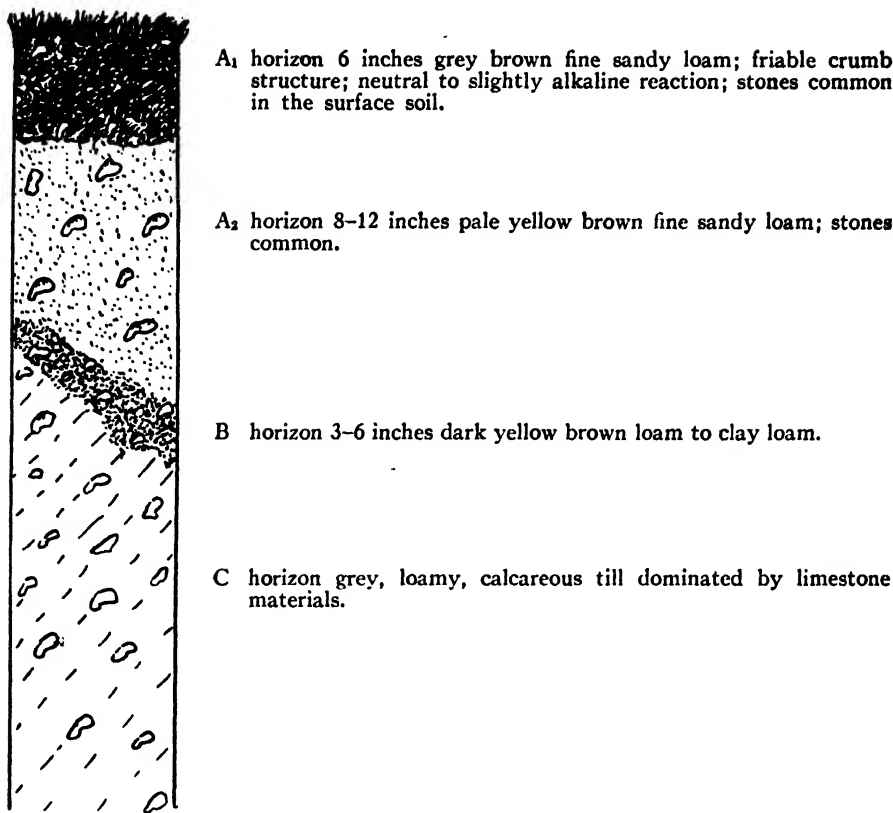 A₁ horizon 6 inches grey brown fine sandy loam; friable crumb
structure; neutral to slightly alkaline reaction; stones common
in the surface soil.
A₂ horizon 8–12 inches pale yellow brown fine sandy loam; stones
common.
B horizon 3–6 inches dark yellow brown loam to clay loam.
C horizon grey, loamy, calcareous till dominated by limestone
materials.